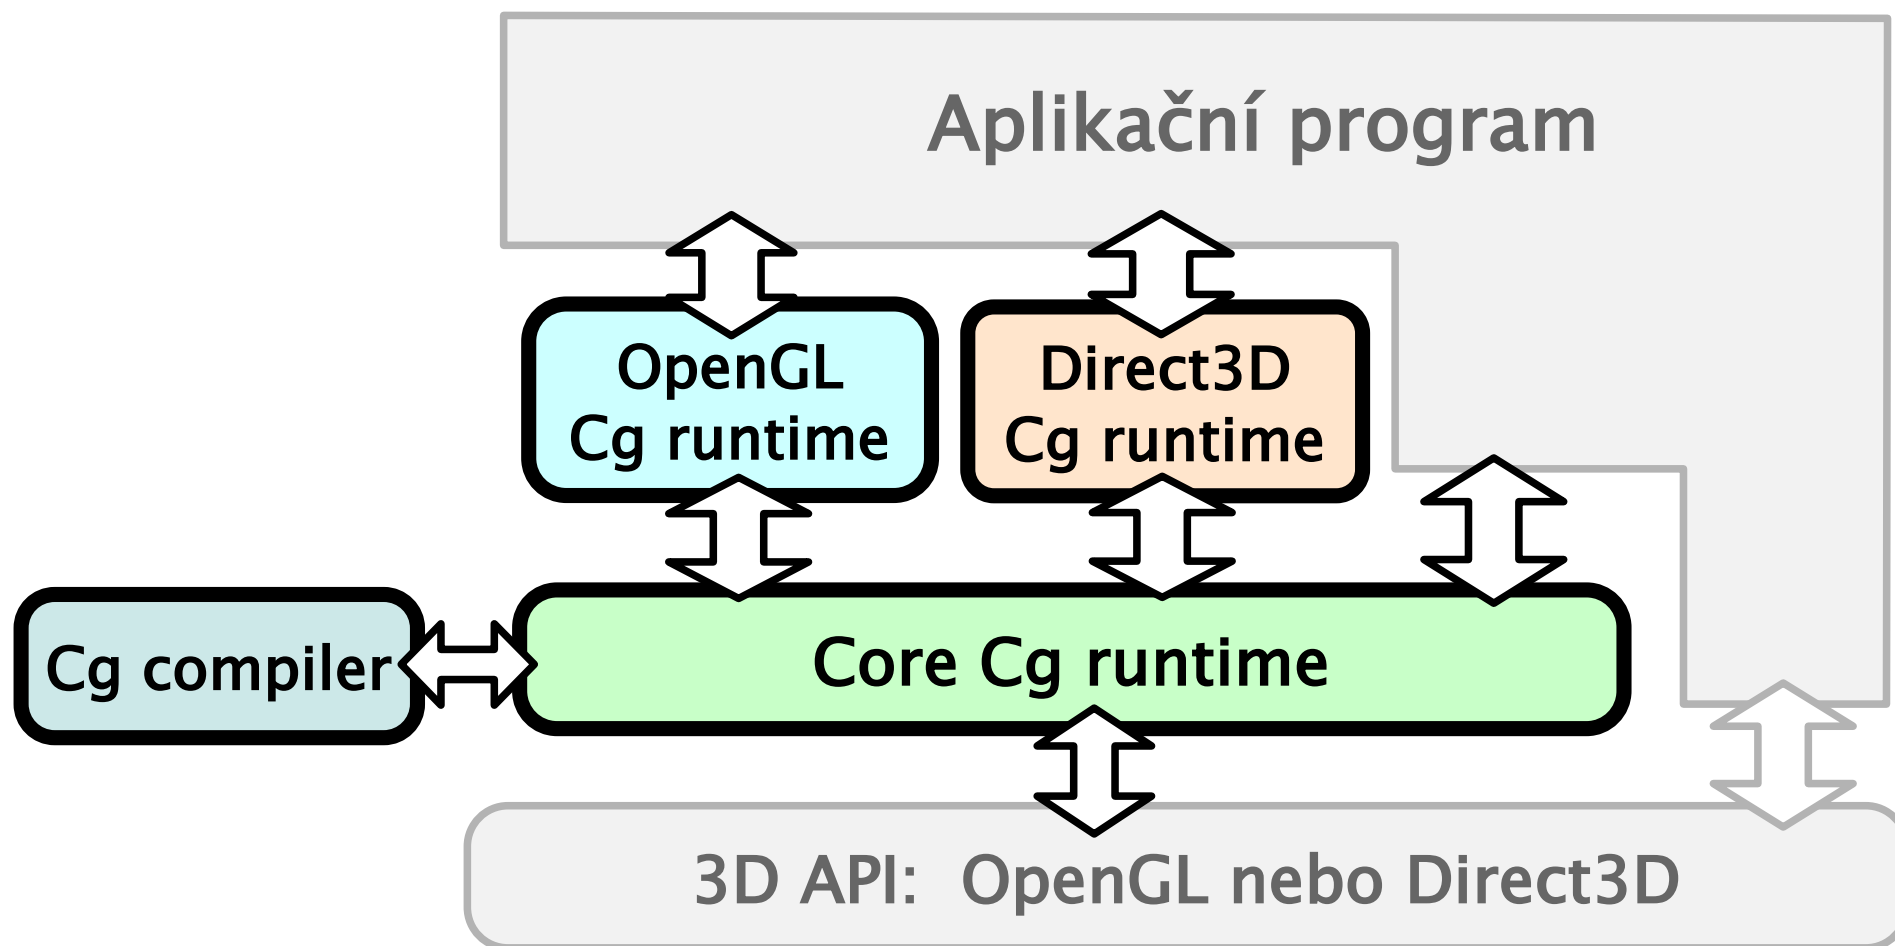 Aplikační program
OpenGL
Cg runtime
Direct3D
Cg runtime
Cg compiler
Core Cg runtime
3D API: OpenGL nebo Direct3D